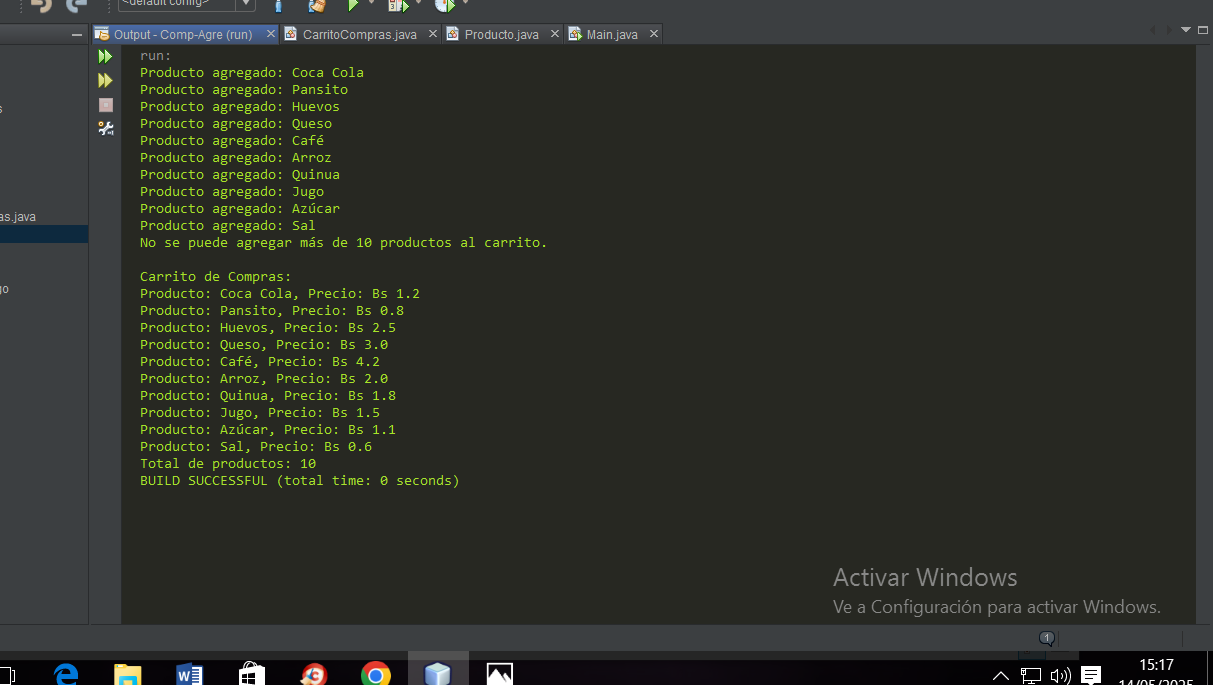 <default config>
Output - Comp-Agre (run)
CarritoCompras.java
Producto.java
Main.java
run:
Producto agregado: Coca Cola
Producto agregado: Pansito
Producto agregado: Huevos
Producto agregado: Queso
Producto agregado: Café
Producto agregado: Arroz
Producto agregado: Quinua
Producto agregado: Jugo
Producto agregado: Azúcar
Producto agregado: Sal
No se puede agregar más de 10 productos al carrito.
Carrito de Compras:
Producto: Coca Cola, Precio: Bs 1.2
Producto: Pansito, Precio: Bs 0.8
Producto: Huevos, Precio: Bs 2.5
Producto: Queso, Precio: Bs 3.0
Producto: Café, Precio: Bs 4.2
Producto: Arroz, Precio: Bs 2.0
Producto: Quinua, Precio: Bs 1.8
Producto: Jugo, Precio: Bs 1.5
Producto: Azúcar, Precio: Bs 1.1
Producto: Sal, Precio: Bs 0.6
Total de productos: 10
BUILD SUCCESSFUL (total time: 0 seconds)
as.java
go
Activar Windows
Ve a Configuración para activar Windows.
1
15:17
14/05/2025